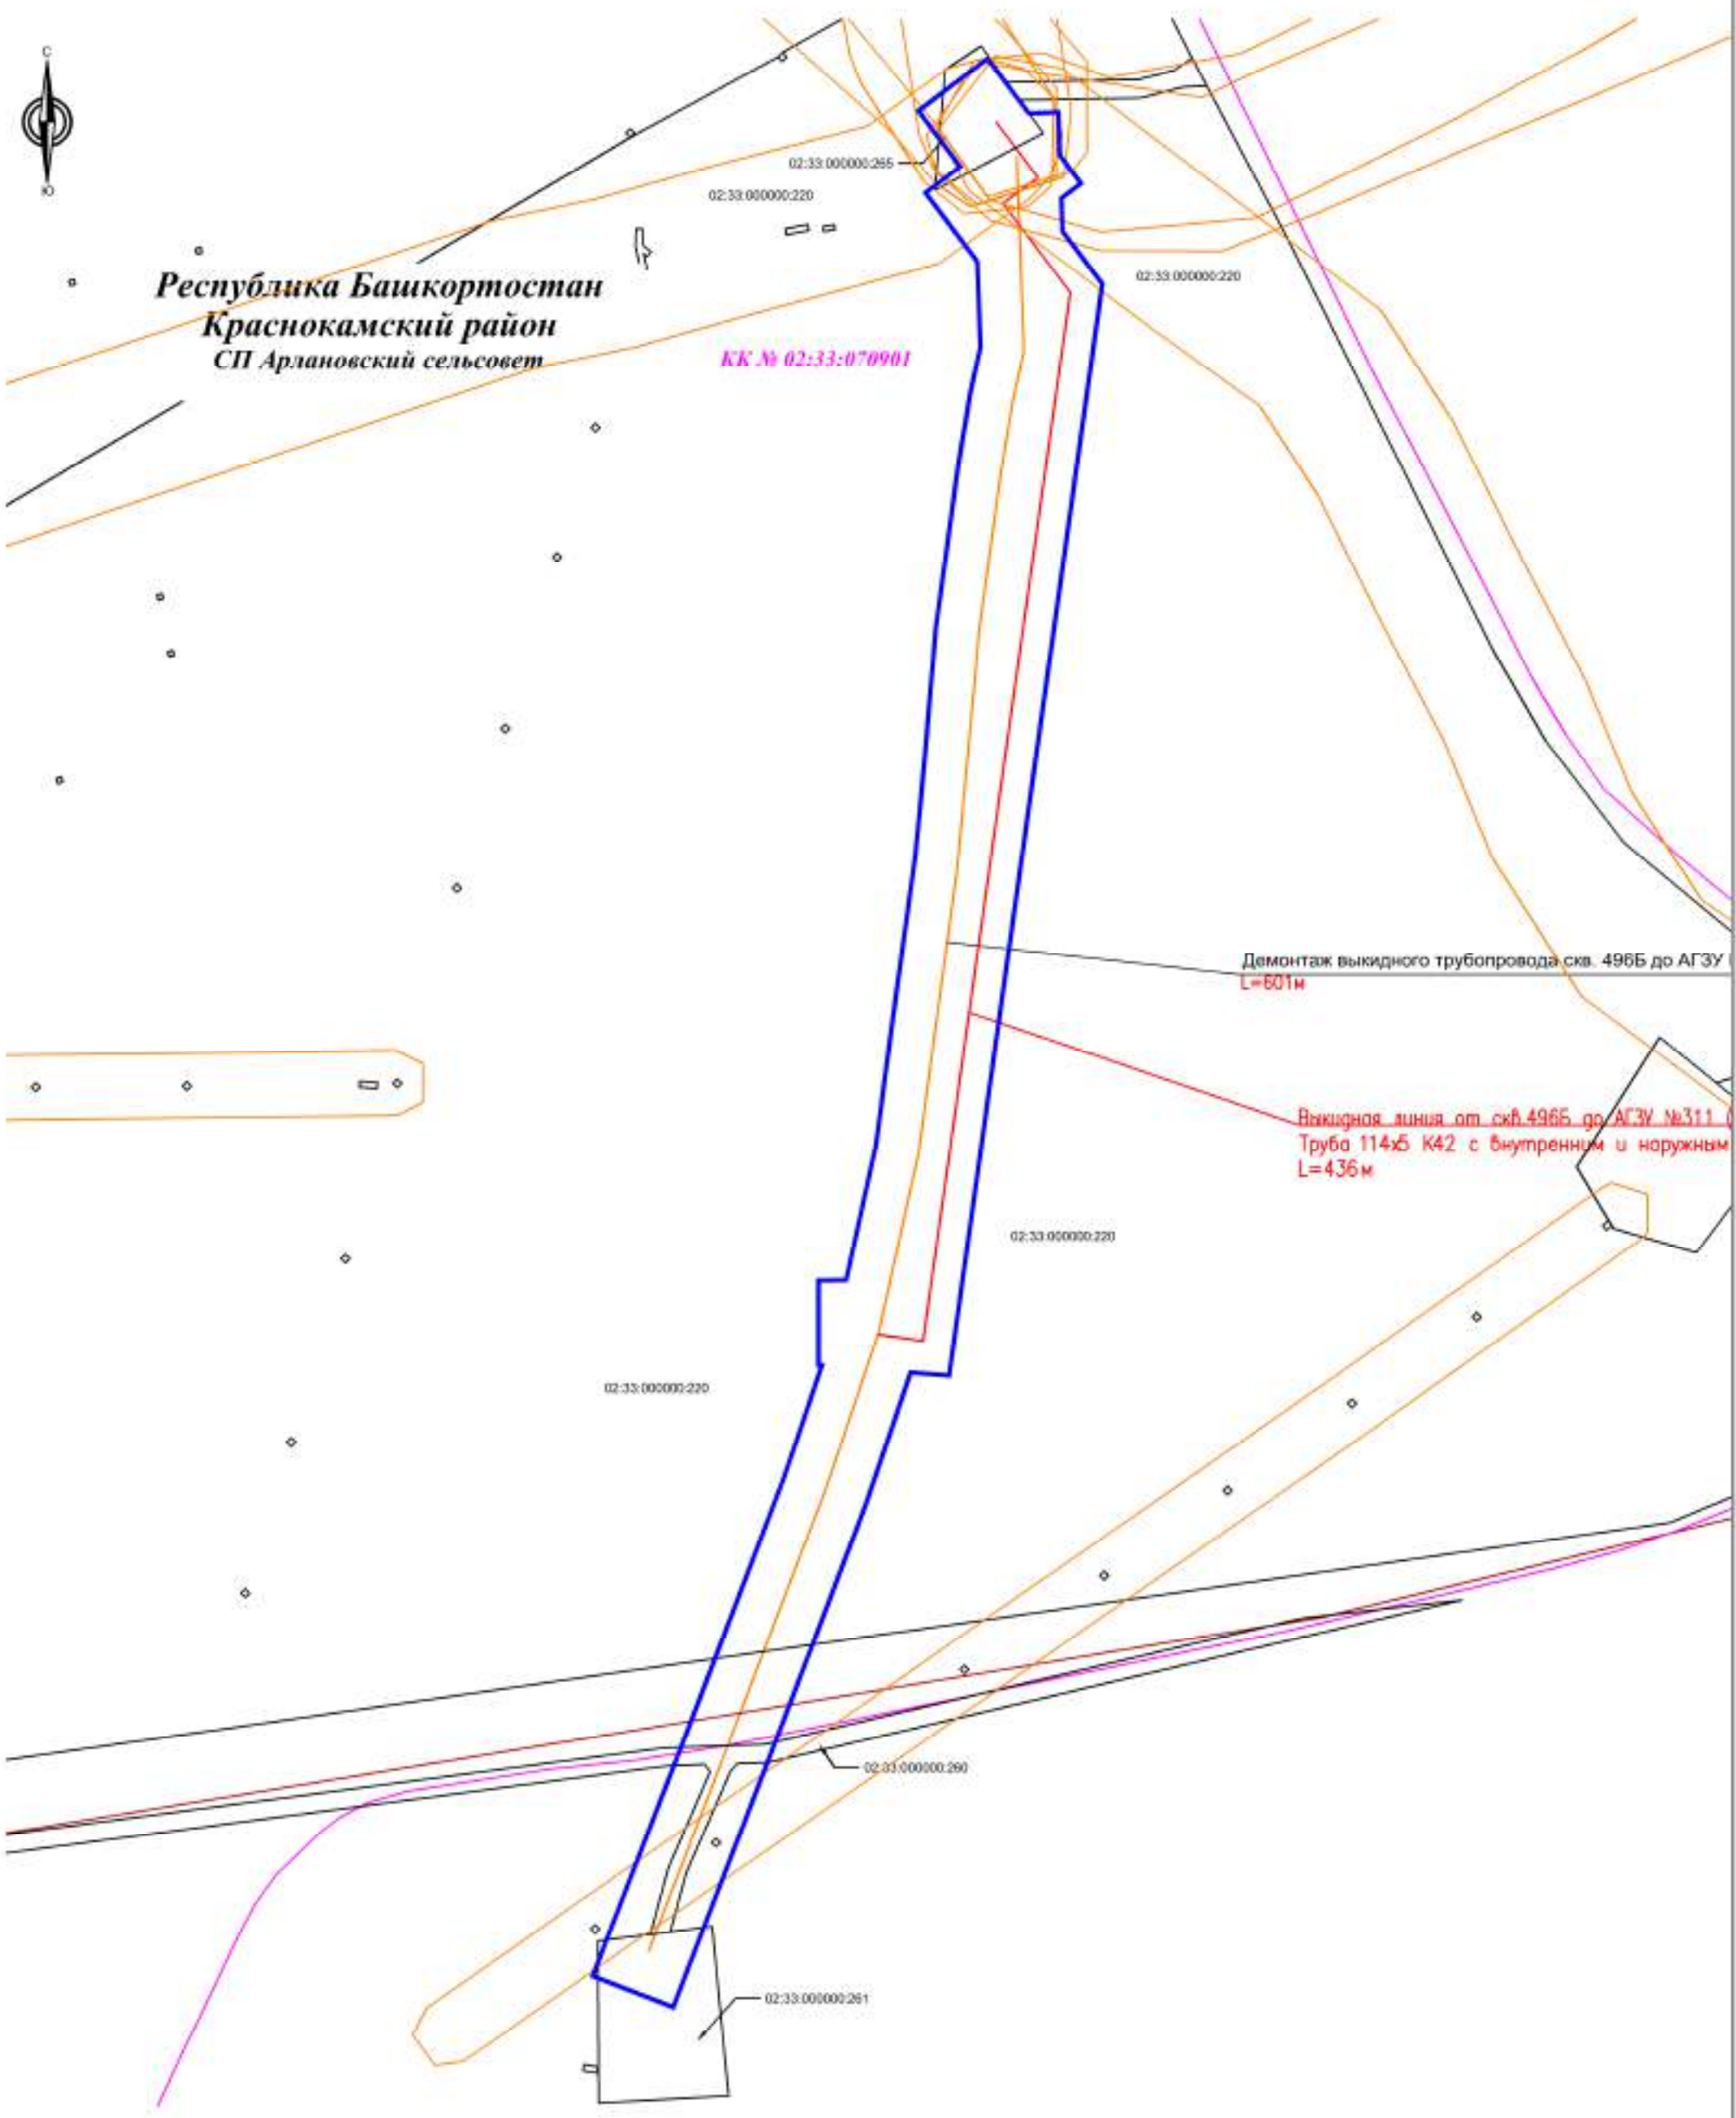 С
Ю
02:33:000000:265
02:33:000000:220
02:33:000000:220
Республика Башкортостан
Краснокамский район
СП Арлановский сельсовет
КК № 02:33:070901
Демонтаж выкидного трубопровода скв. 496Б до АГЗУ
L=601м
Выкидная линия от скв.496Б до АГЗУ №311 (
Труба 114х5 К42 с внутренним и наружным
L=436м
02:33:000000:220
02:33:000000:220
02:33:000000:260
02:33:000000:261